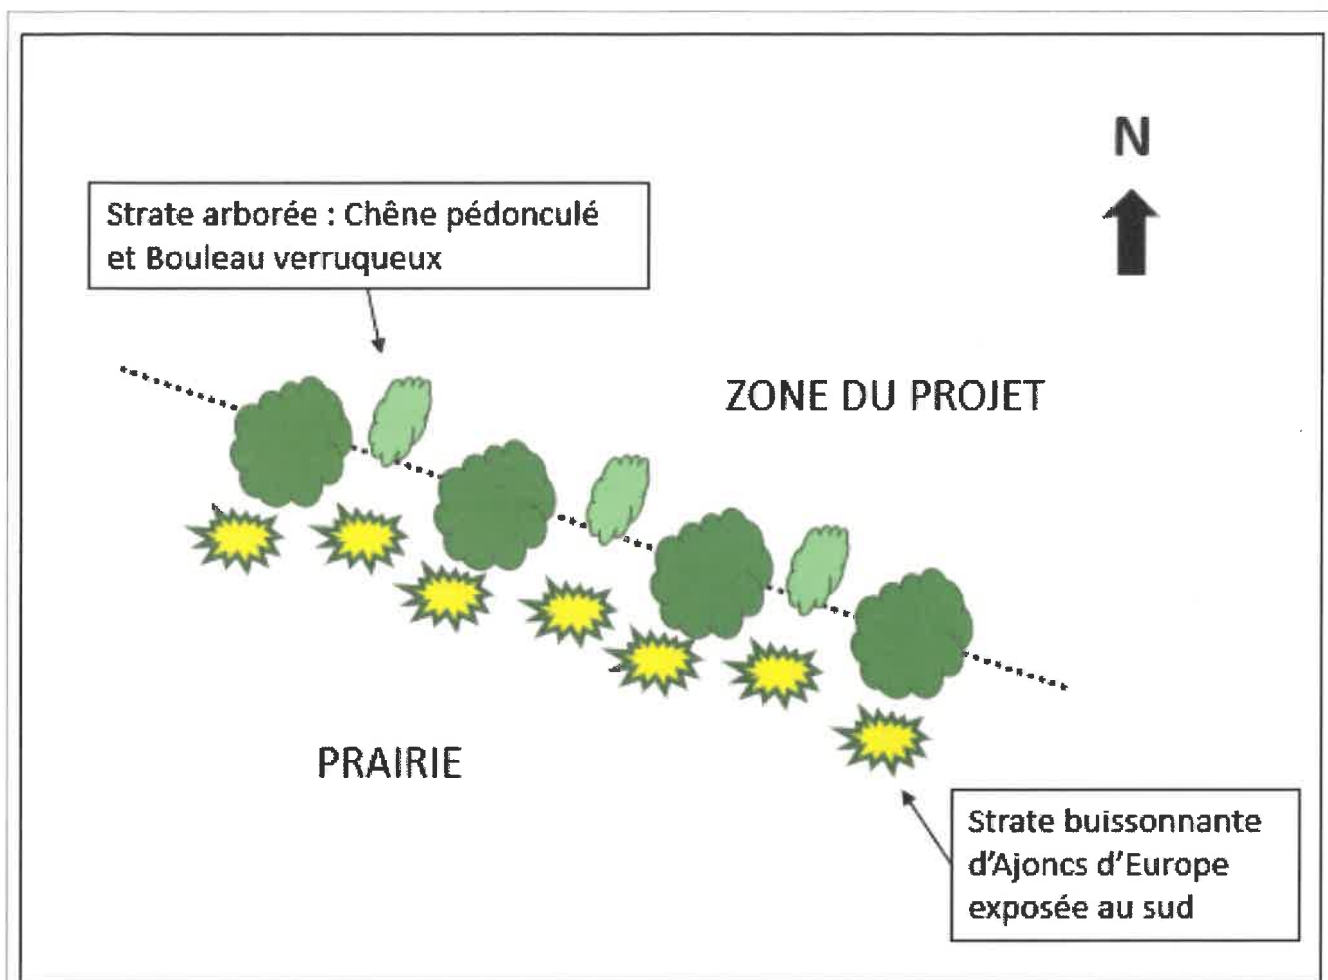 N
Strate arborée : Chêne pédonculé
et Bouleau verruqueux
ZONE DU PROJET
PRAIRIE
Strate buissonnante
d'Ajoncs d'Europe
exposée au sud